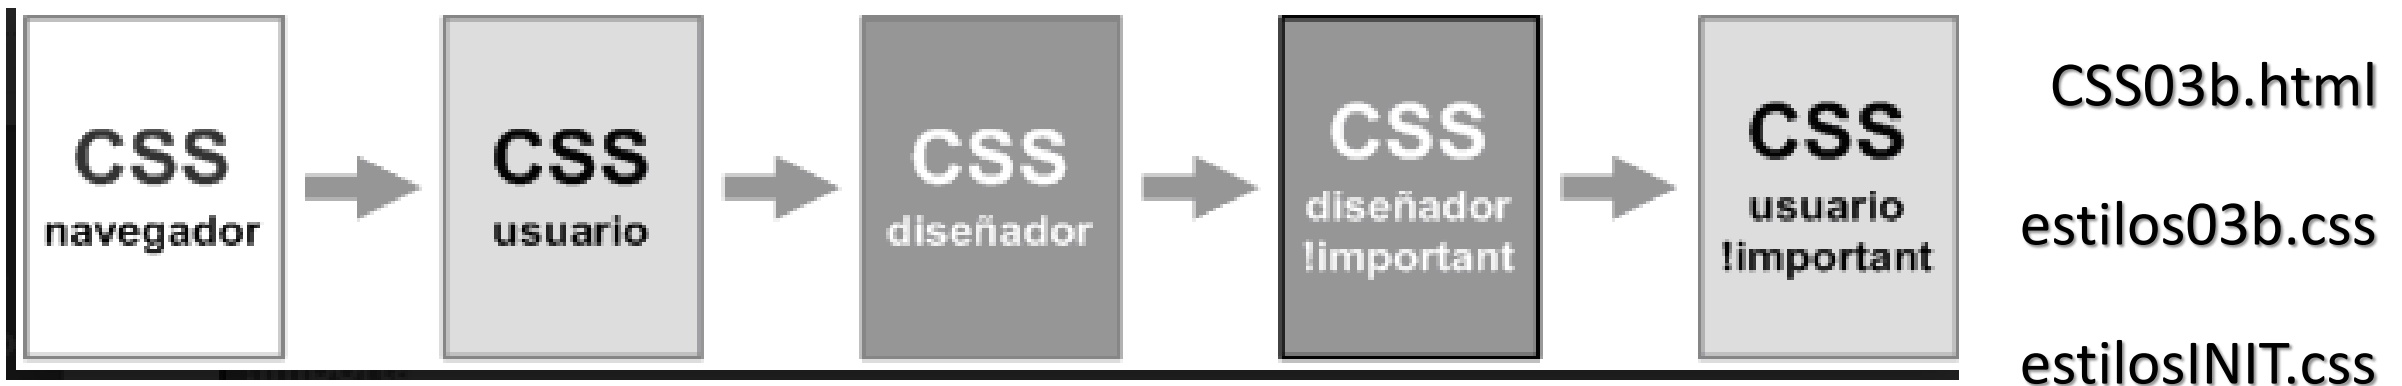 CSS
navegador
CSS
usuario
CSS
diseñador
CSS
diseñador
!important
CSS
usuario
!important
CSS03b.html
estilos03b.css
estilosINIT.css